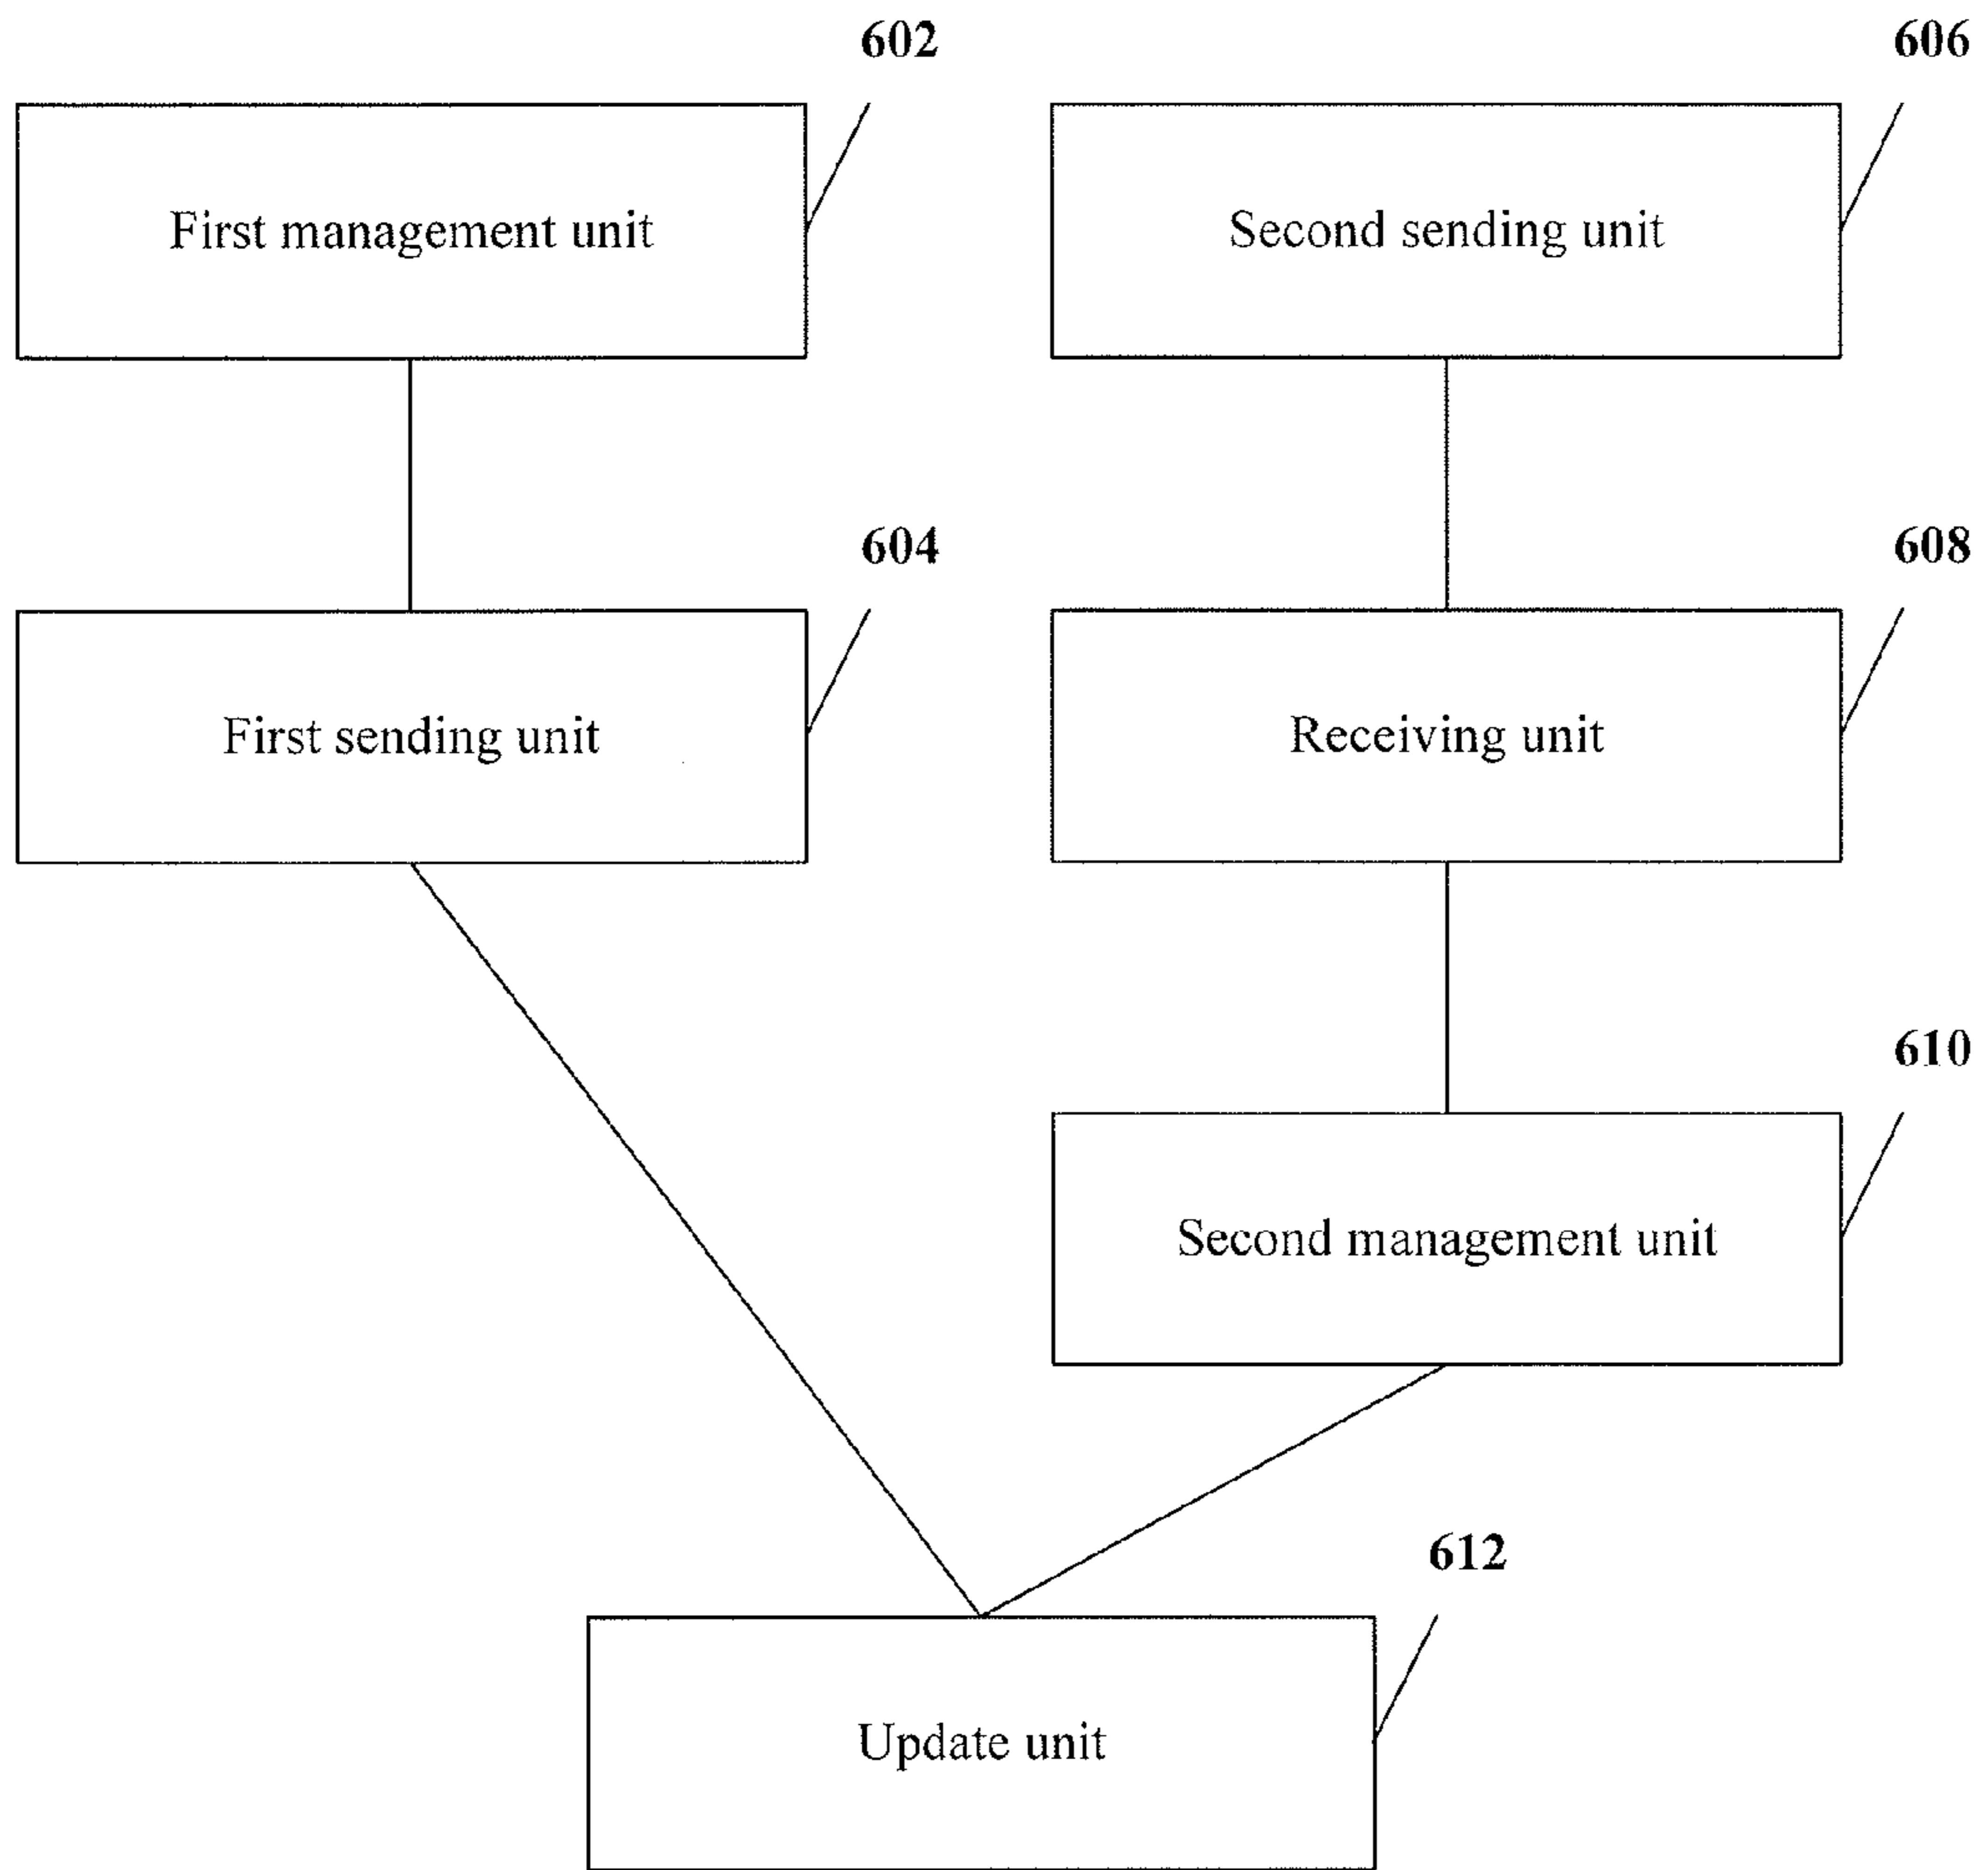 602
606
First management unit
Second sending unit
604
608
First sending unit
Receiving unit
610
Second management unit
612
Update unit